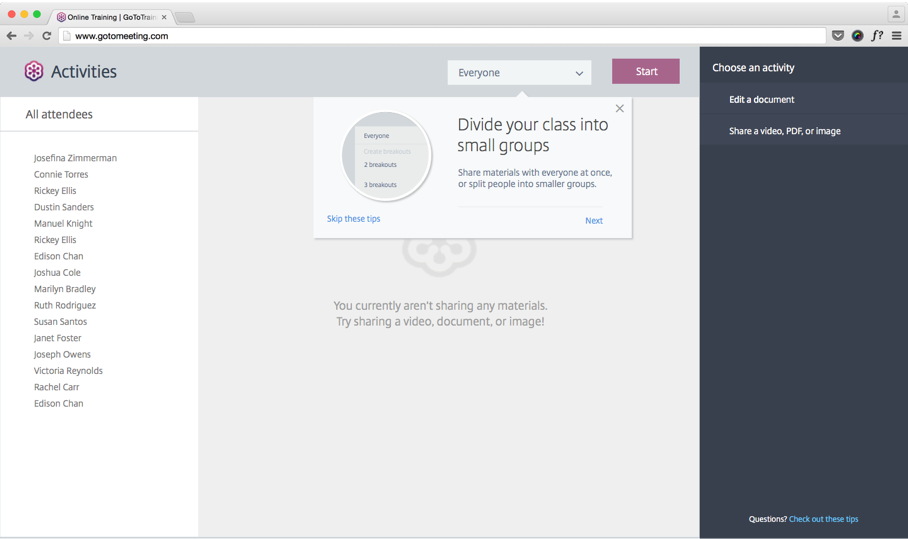 Online Training | GoToTrain
www.gotomeeting.com
f?
Activities
Everyone
Start
Choose an activity
Edit a document
Share a video, PDF, or image
All attendees
Josefina Zimmerman
Connie Torres
Rickey Ellis
Dustin Sanders
Manuel Knight
Rickey Ellis
Edison Chan
Joshua Cole
Marilyn Bradley
Ruth Rodriguez
Susan Santos
Janet Foster
Joseph Owens
Victoria Reynolds
Rachel Carr
Edison Chan
Everyone
Create breakouts
2 breakouts
3 breakouts
Divide your class into
small groups
Share materials with everyone at once,
or split people into smaller groups.
Skip these tips
Next
You currently aren't sharing any materials.
Try sharing a video, document, or image!
Questions? Check out these tips